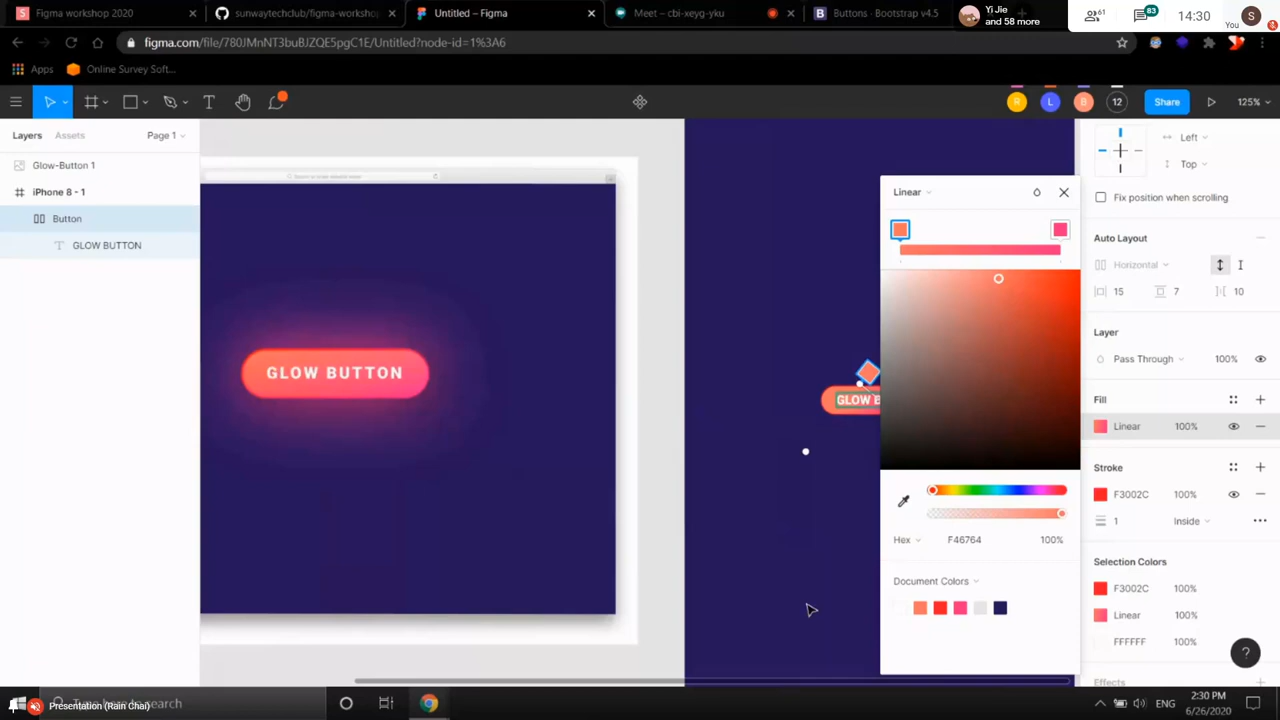 Figma workshop 2020
sunwaytechclub/figma-workshop
Untitled – Figma
Meet – cbi-xeyg-yku
Buttons · Bootstrap v4.5
Yi Jie
and 58 more
61
83
14:30
S
You
figma.com/file/780JMnNT3buBJZQE5pgC1E/Untitled?node-id=1%3A6
Apps
Online Survey Soft...
R
L
B
12
Share
125%
Layers
Assets
Page 1
Glow-Button 1
iPhone 8 - 1
Button
GLOW BUTTON
GLOW BUTTON
GLOW B
Linear
Hex
F46764
100%
Document Colors
Left
Top
Fix position when scrolling
Auto Layout
Horizontal
15
7
10
Layer
Pass Through
100%
Fill
Linear
100%
Stroke
F3002C
100%
1
Inside
Selection Colors
F3002C
100%
Linear
100%
FFFFFF
100%
Effects
?
Presentation (Ram Chai)
ENG
2:30 PM
6/26/2020